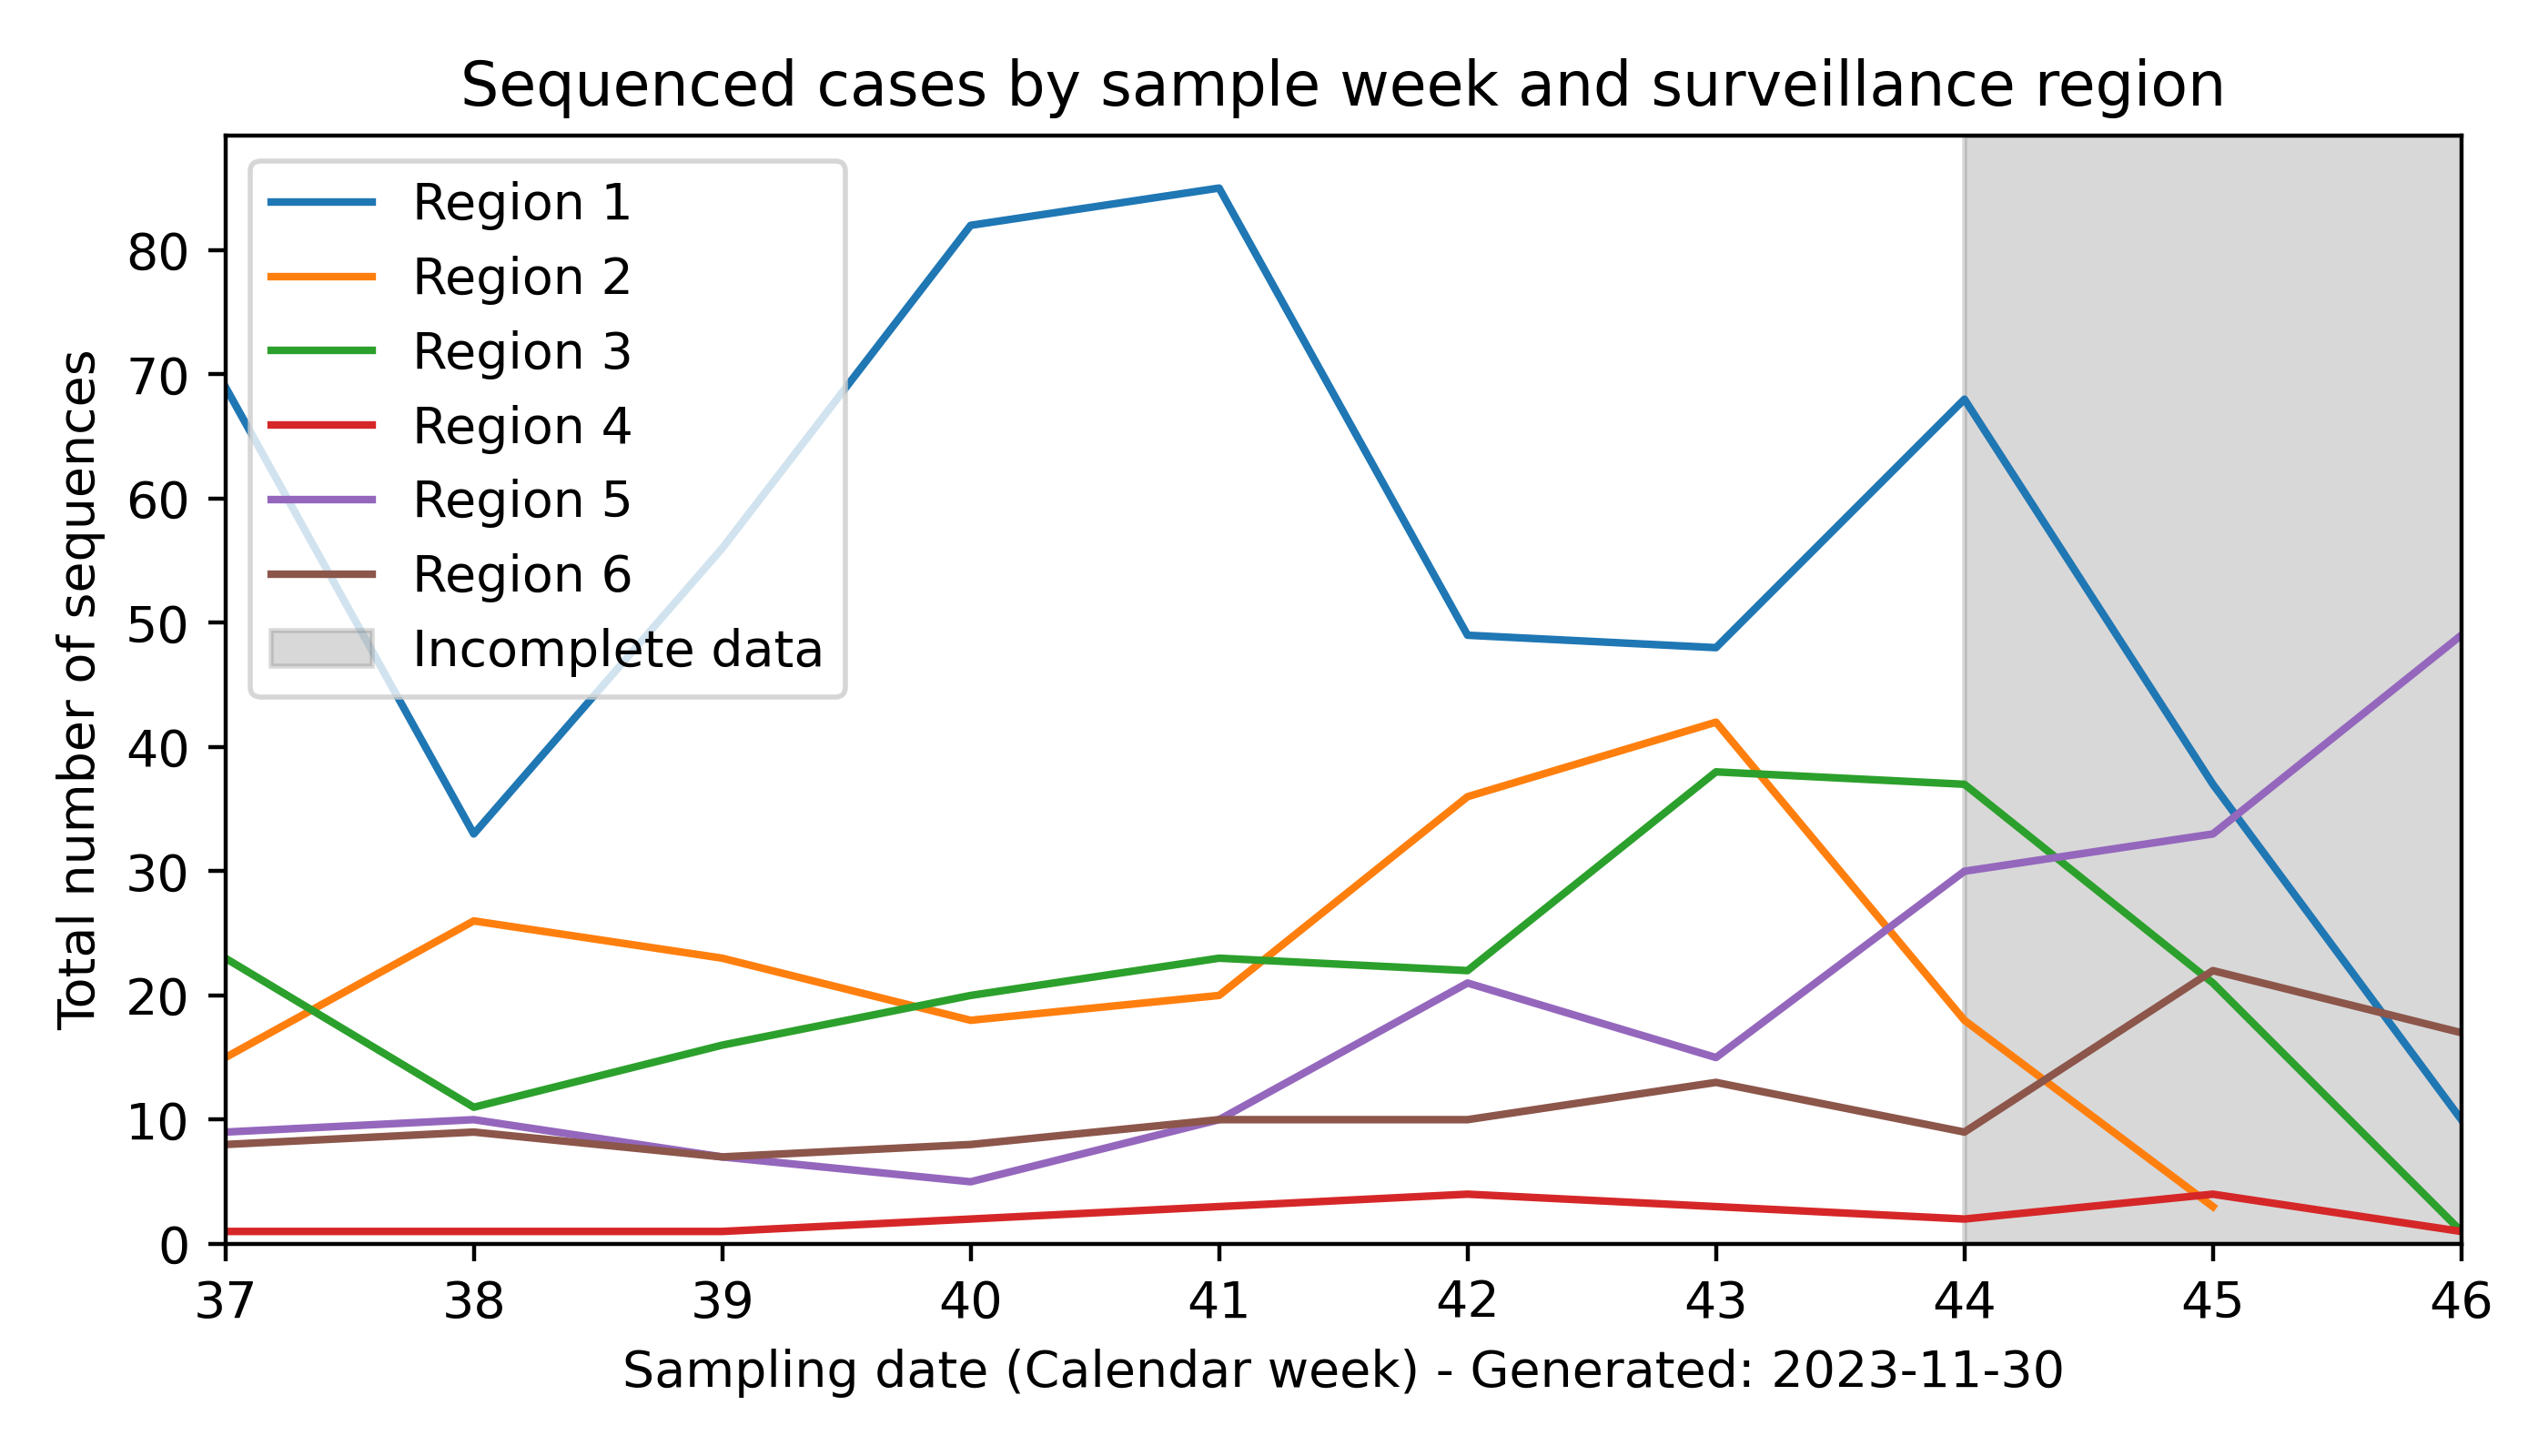 Sequenced cases by sample week and surveillance region
Region 1
Region 2
Region 3
Region 4
Region 5
Region 6
Incomplete data
Total number of sequences
80
70
60
50
40
30
20
10
0
37 38 39 40 41 42 43 44 45 46
Sampling date (Calendar week) - Generated: 2023-11-30